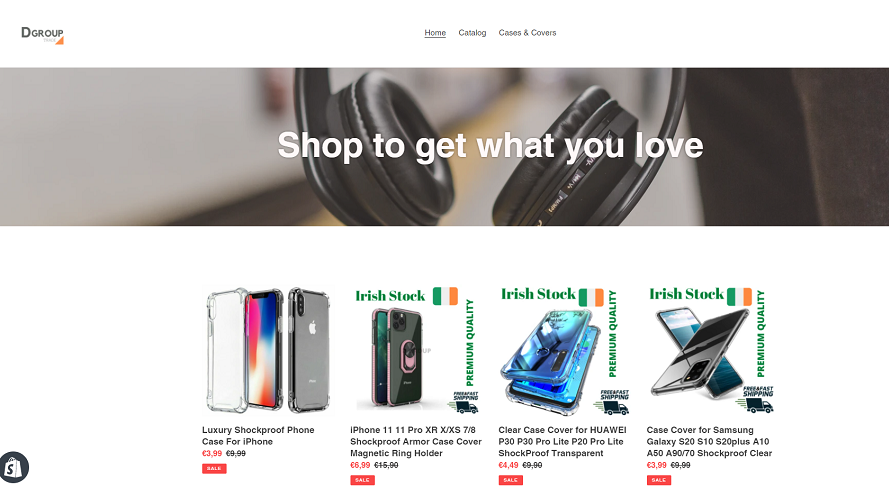 DGROUP
Home Catalog Cases & Covers
Shop to get what you love
Irish Stock
PREMIUM QUALITY
FREE&FAST
SHIPPING
Irish Stock
PREMIUM QUALITY
FREE&FAST
SHIPPING
Irish Stock
PREMIUM QUALITY
FREE&FAST
SHIPPING
Luxury Shockproof Phone
Case For iPhone
€3,99 €9,99
SALE
iPhone 11 11 Pro XR X/XS 7/8
Shockproof Armor Case Cover
Magnetic Ring Holder
€6,99 €15,90
SALE
Clear Case Cover for HUAWEI
P30 P30 Pro Lite P20 Pro Lite
ShockProof Transparent
€4,49 €9,90
SALE
Case Cover for Samsung
Galaxy S20 S10 S20plus A10
A50 A90/70 Shockproof Clear
€3,99 €9,99
SALE